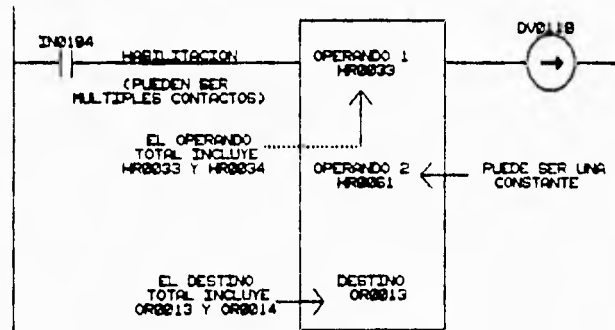 IN0184
HABILITACION
(PUEDEN SER
MULTIPLES CONTACTOS)
OPERANDO 1
HR0033
DV0118
EL OPERANDO
TOTAL INCLUYE
HR0033 Y HR0034
OPERANDO 2
HR0061
PUEDE SER UNA
CONSTANTE
EL DESTINO
TOTAL INCLUYE
OR0013 Y OR0014
DESTINO
OR0013